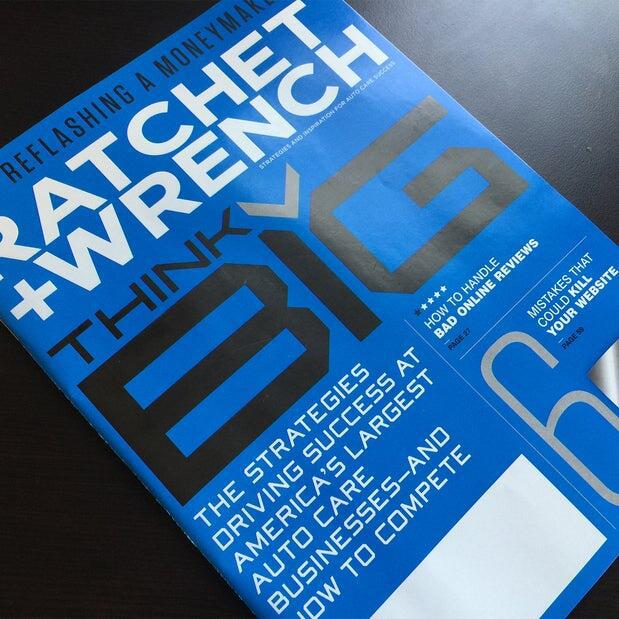 REFLASHING A MONEYMAKE
RATCHET
+WRENCH
STRATEGIES AND INSPIRATION FOR AUTO CARE SUCCESS
THINK
BIG
THE STRATEGIES
DRIVING SUCCESS AT
AMERICA'S LARGEST
AUTO CARE
BUSINESSES—AND
HOW TO COMPETE
HOW TO HANDLE
BAD ONLINE REVIEWS
PAGE 27
6
MISTAKES THAT
COULD KILL
YOUR WEBSITE
PAGE 59